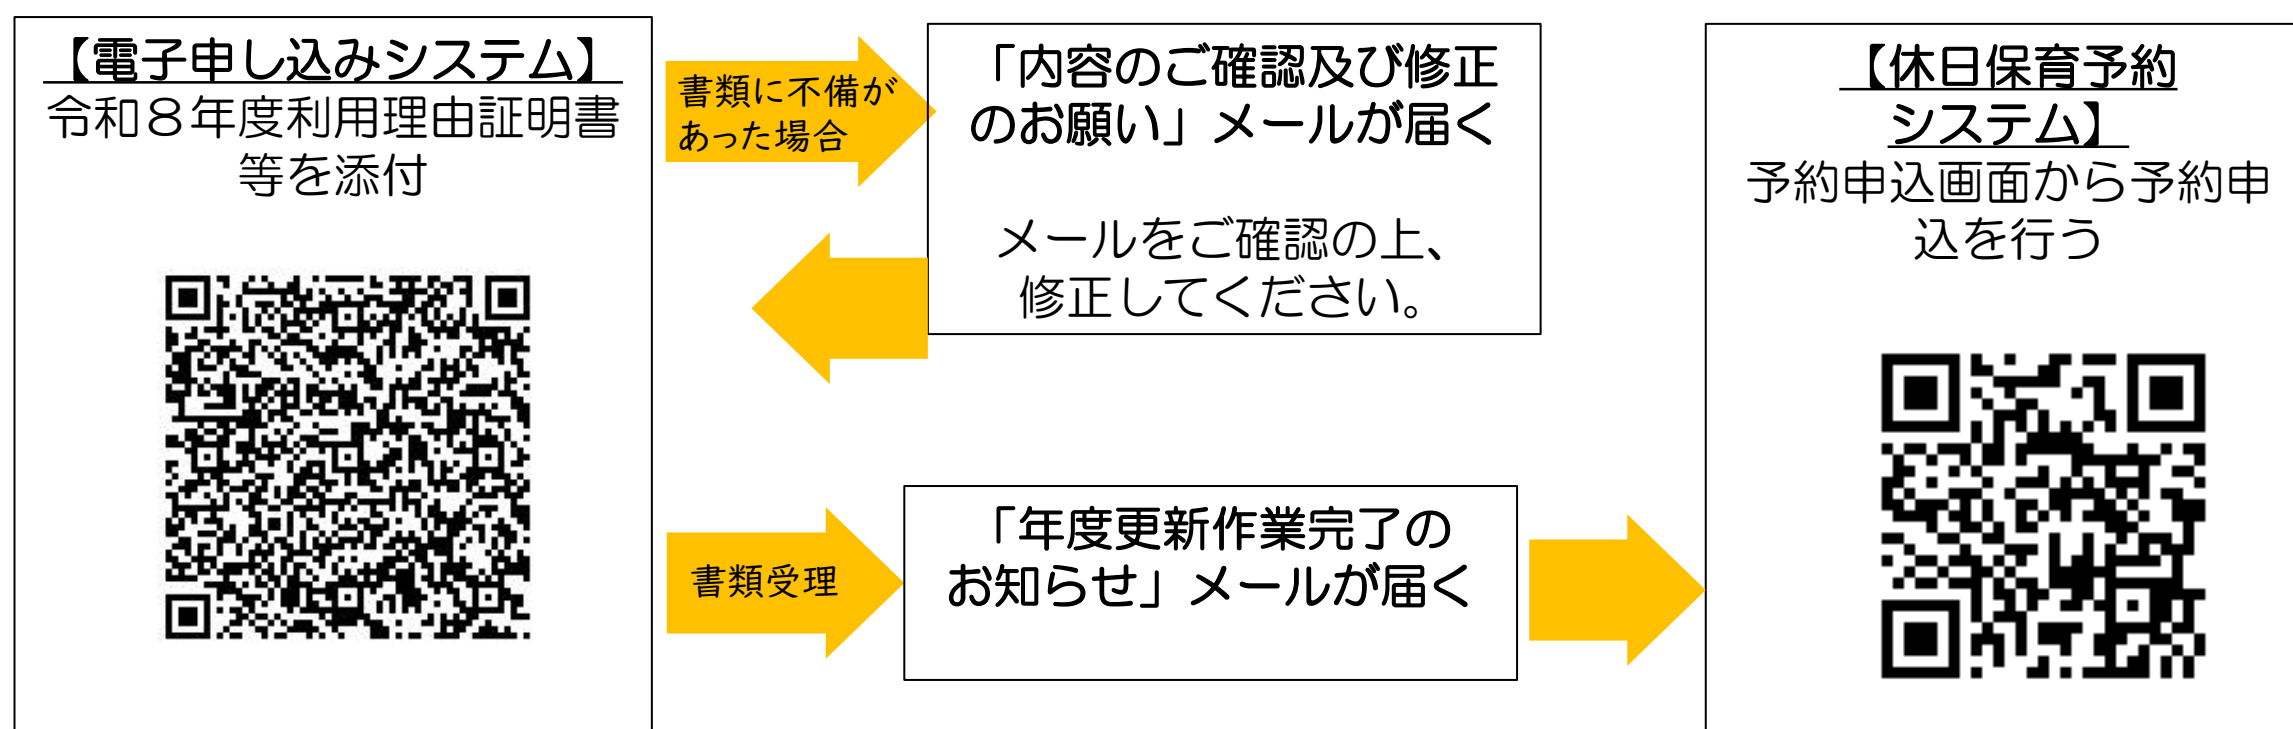 【電子申し込みシステム】
令和８年度利用理由証明書
等を添付
書類に不備が
あった場合
「内容のご確認及び修正
のお願い」メールが届く
メールをご確認の上、
修正してください。
書類受理
「年度更新作業完了の
お知らせ」メールが届く
【休日保育予約
システム】
予約申込画面から予約申
込を行う